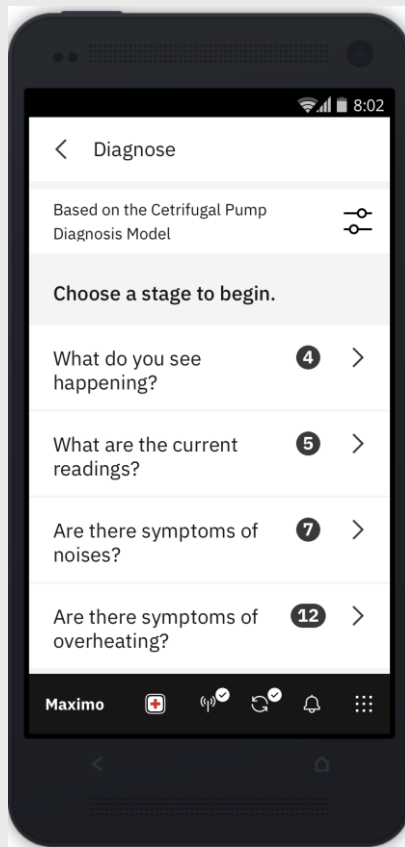 8:02
Diagnose
Based on the Cetrifugal Pump
Diagnosis Model
Choose a stage to begin.
What do you see
happening?
4
What are the current
readings?
5
Are there symptoms of
noises?
7
Are there symptoms of
overheating?
12
Maximo